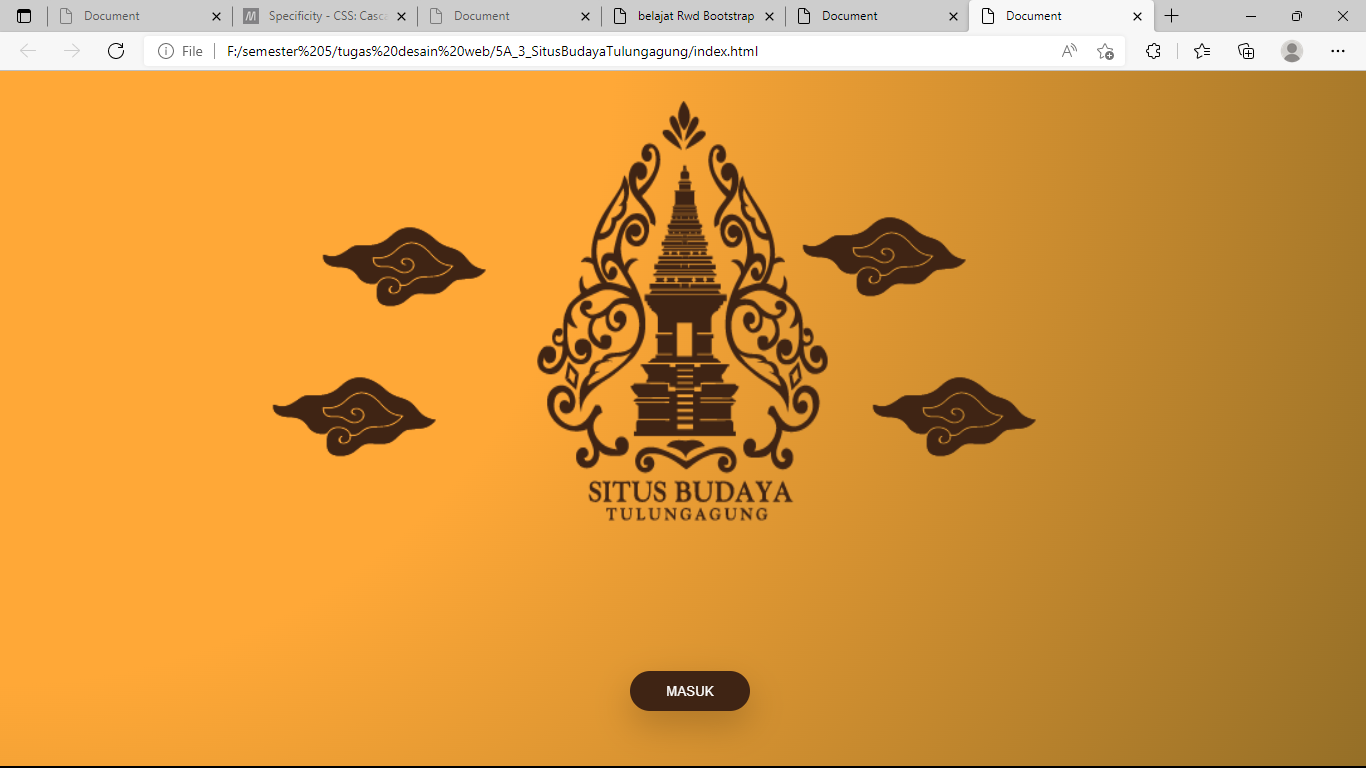 Document
Specificity - CSS: Casc
Document
belajat Rwd Bootstrap
Document
Document
File
F:/semester%205/tugas%20desain%20web/5A_3_SitusBudayaTulungagung/index.html
SITUS BUDAYA
TULUNGAGUNG
MASUK